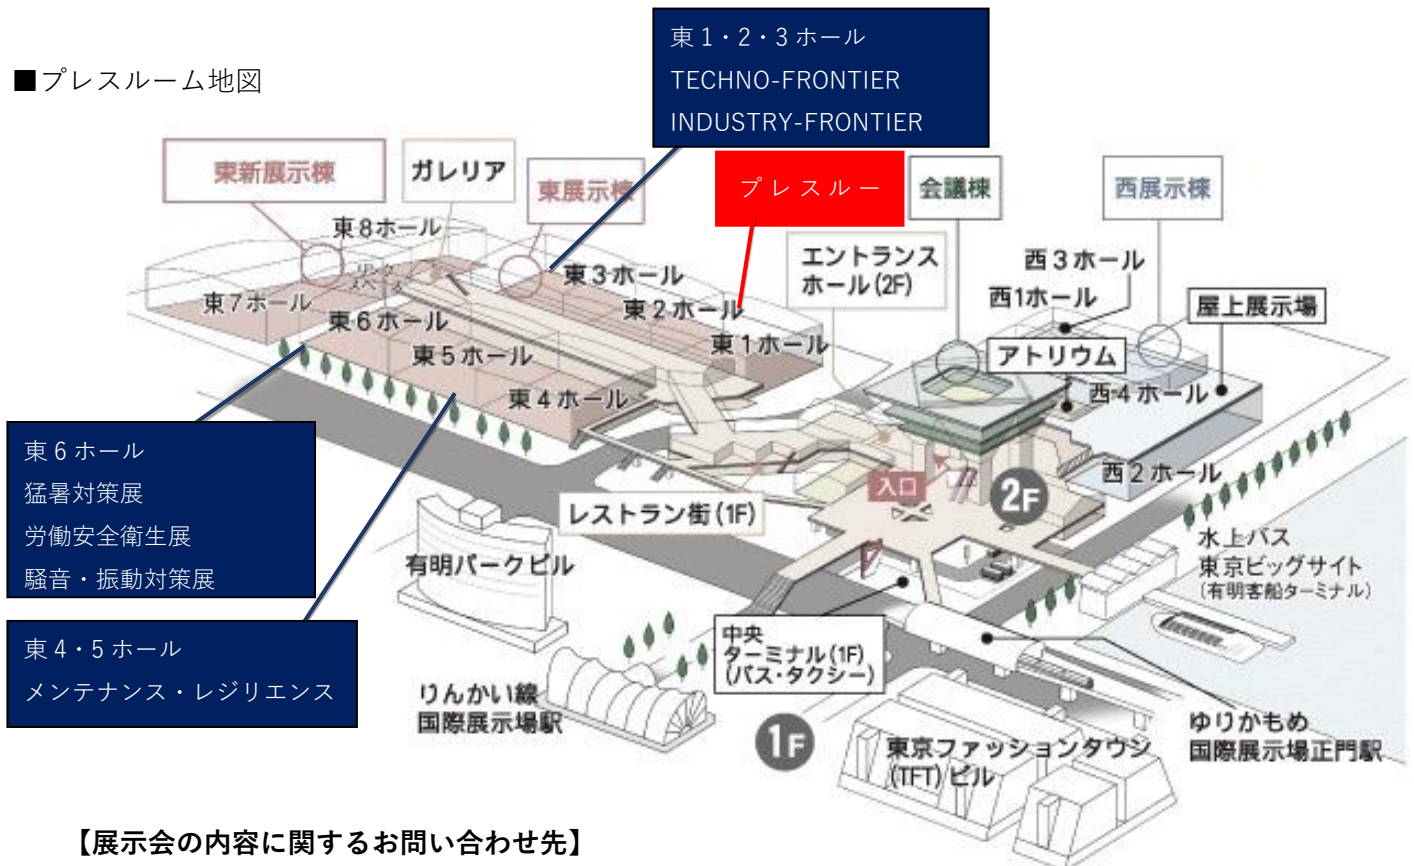 ■プレスルーム地図
東1・2・3ホール
TECHNO-FRONTIER
INDUSTRY-FRONTIER
東新展示棟
ガレリア
東展示棟
プレスルー
会議棟
西展示棟
東8ホール
リンク
スペース
東7ホール
東6ホール
東5ホール
東4ホール
東3ホール
東2ホール
東1ホール
エントランス
ホール(2F)
西3ホール
西1ホール
屋上展示場
アトリウム
西4ホール
西2ホール
入口
2F
レストラン街(1F)
東6ホール
猛暑対策展
労働安全衛生展
騒音・振動対策展
東4・5ホール
メンテナンス・レジリエンス
有明パークビル
水上バス
東京ビッグサイト
(有明客船ターミナル)
中央
ターミナル(1F)
(バス・タクシー)
りんかい線
国際展示場駅
1F
東京ファッションタウン
(TFT)ビル
ゆりかもめ
国際展示場正門駅
【展示会の内容に関するお問い合わせ先】